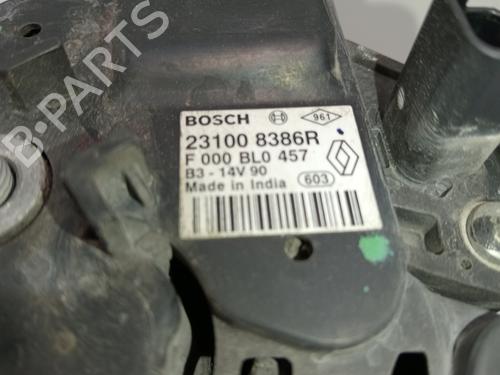 B-PARTS
BOSCH 961
23100 8386R
F 000 BL0 457
B3 - 14V 90
Made in India 603